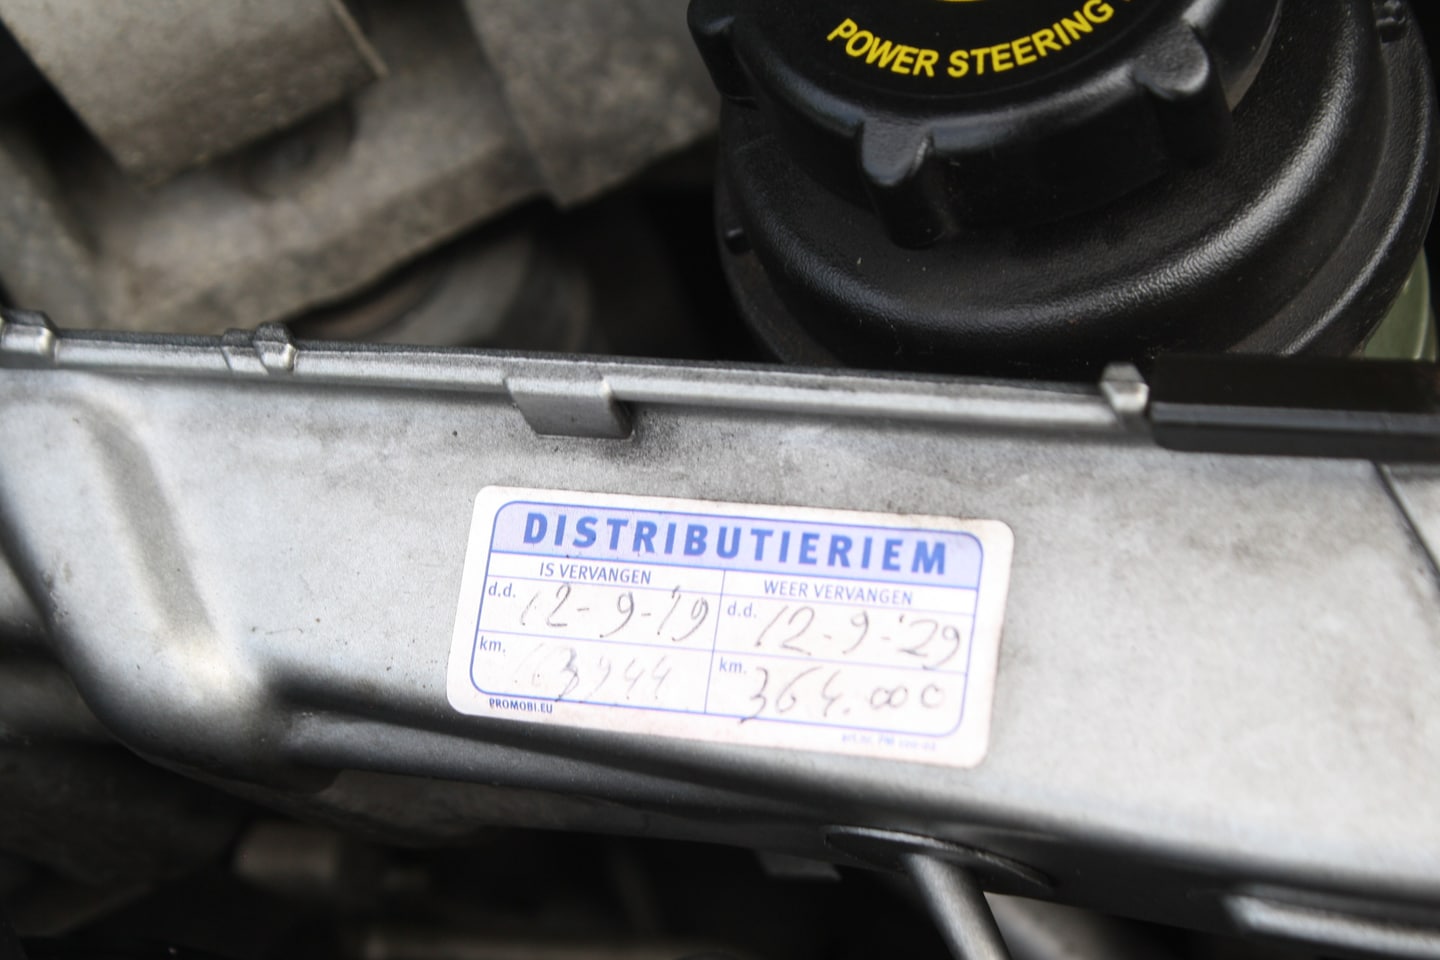 POWER STEERING
DISTRIBUTIERIEM
IS VERVANGEN
WEER VERVANGEN
d.d. 12-9-'19
d.d. 12-9-'29
km.
km. 364.000
PROMOBI.EU